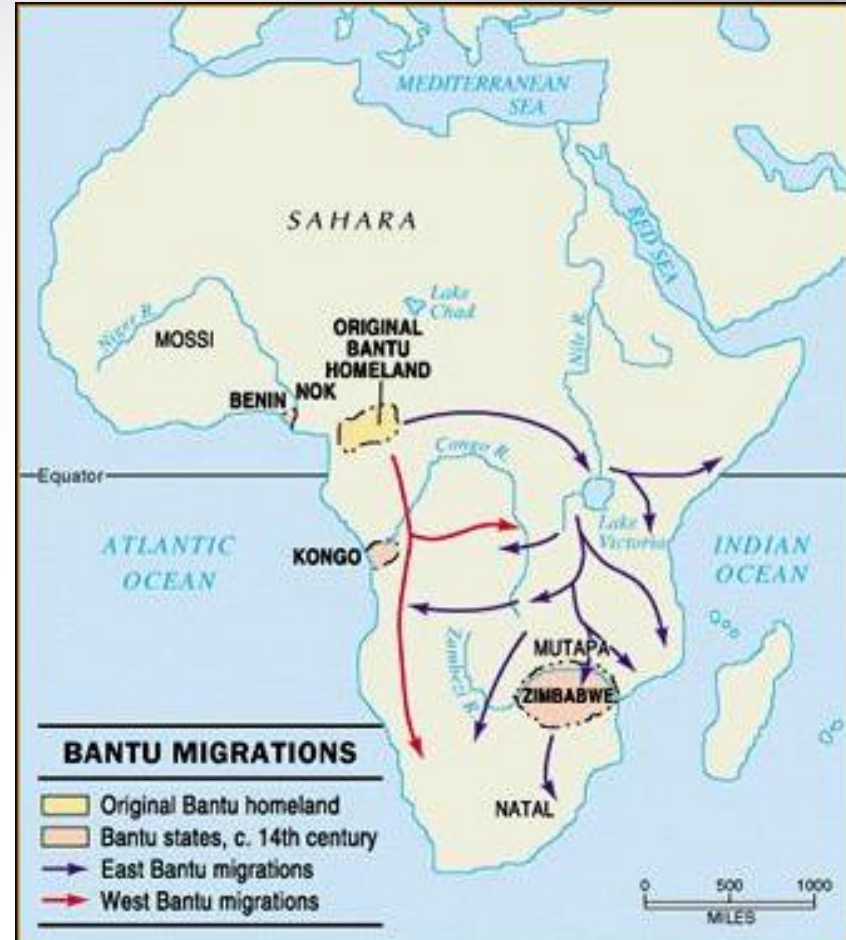 MEDITERRANEAN
SEA
SAHARA
RED SEA
Lake
Chad
Niger R.
MOSSI
ORIGINAL
BANTU
HOMELAND
Nile R.
NOK
BENIN
Congo R.
Equator
Lake
Victoria
ATLANTIC
OCEAN
KONGO
INDIAN
OCEAN
MUTAPA
Zambezi R.
ZIMBABWE
NATAL
BANTU MIGRATIONS
Original Bantu homeland
Bantu states, c. 14th century
East Bantu migrations
West Bantu migrations
0 500 1000
MILES